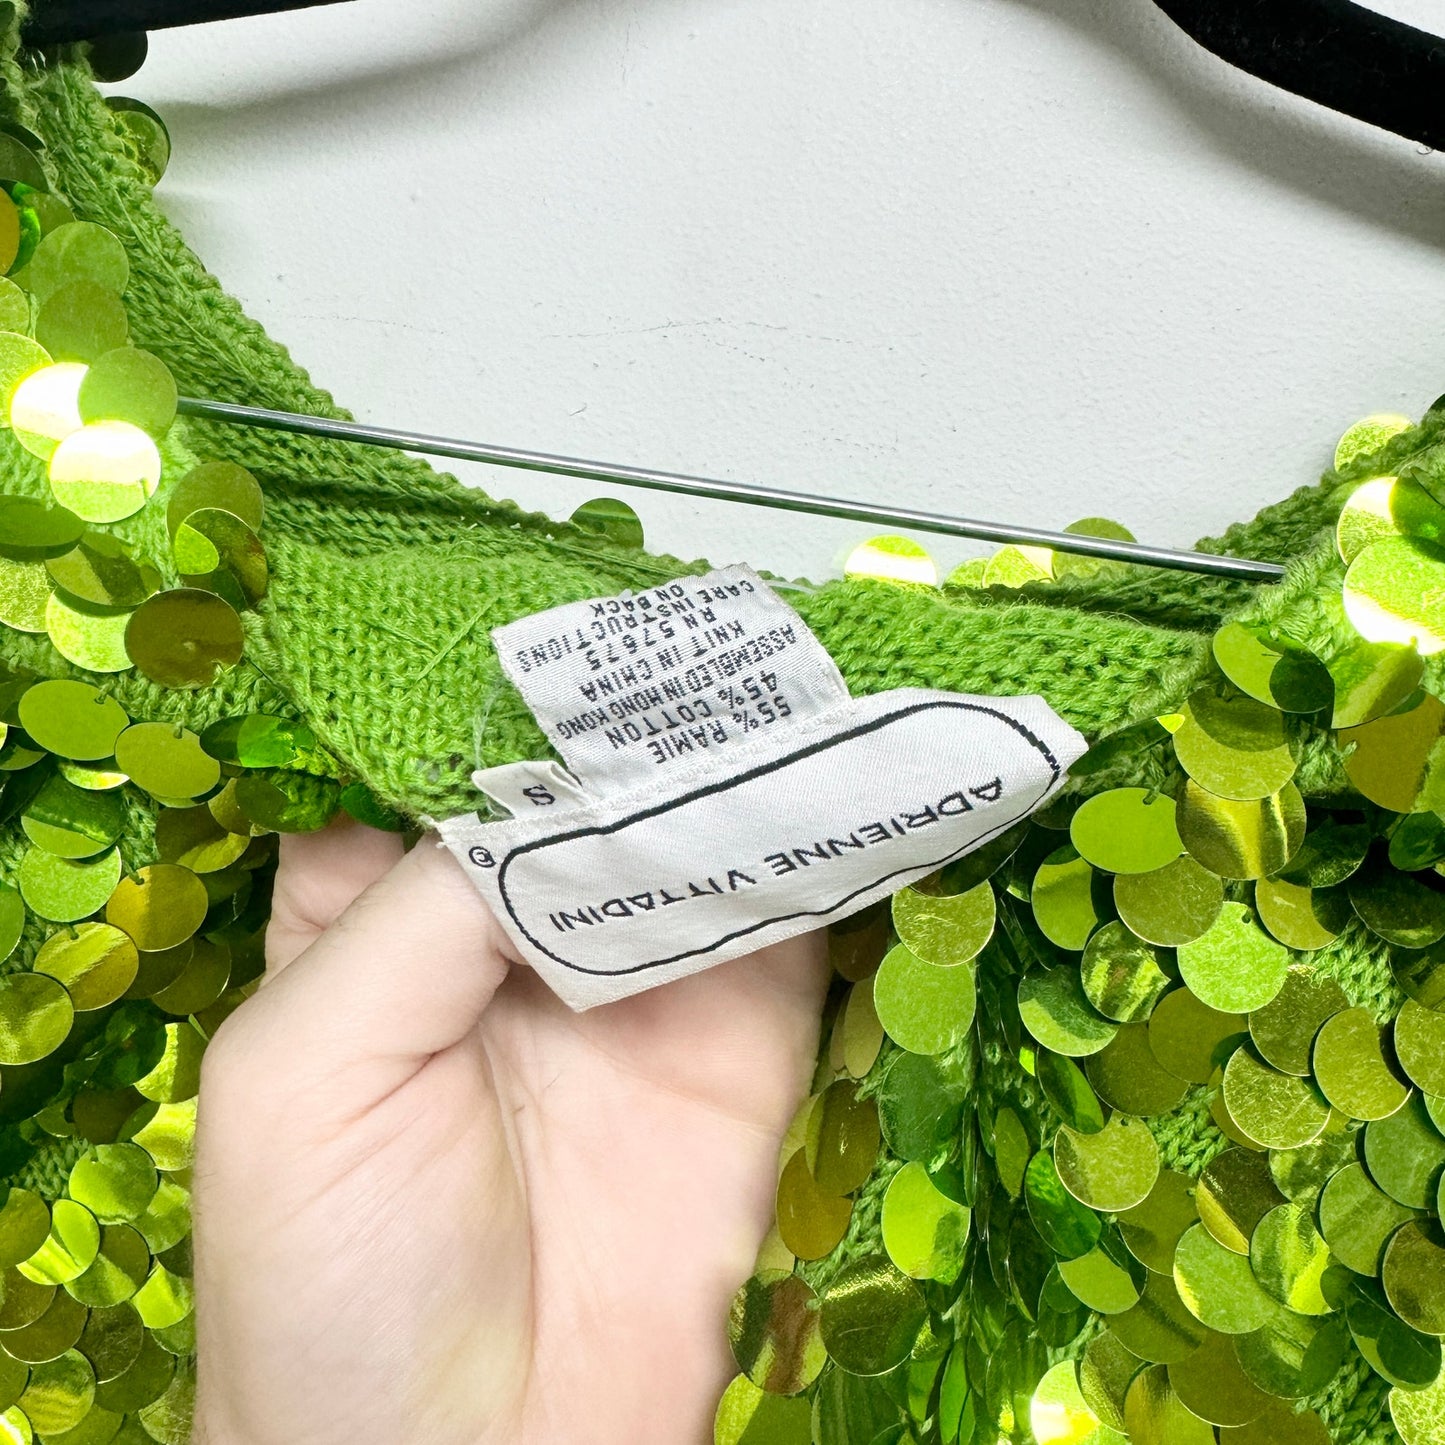 ADRIENNE VITTADINI
®
S
55% RAMIE
45% COTTON
ASSEMBLED IN HONG KONG
KNIT IN CHINA
RN 57675
CARE INSTRUCTIONS
ON BACK